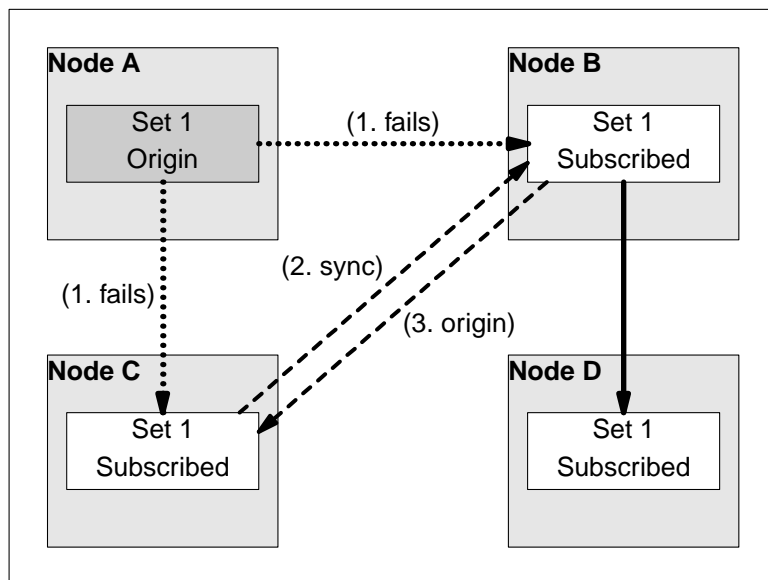 Node A
Set 1
Origin
(1. fails)
Node B
Set 1
Subscribed
(1. fails)
(2. sync)
(3. origin)
Node C
Set 1
Subscribed
Node D
Set 1
Subscribed